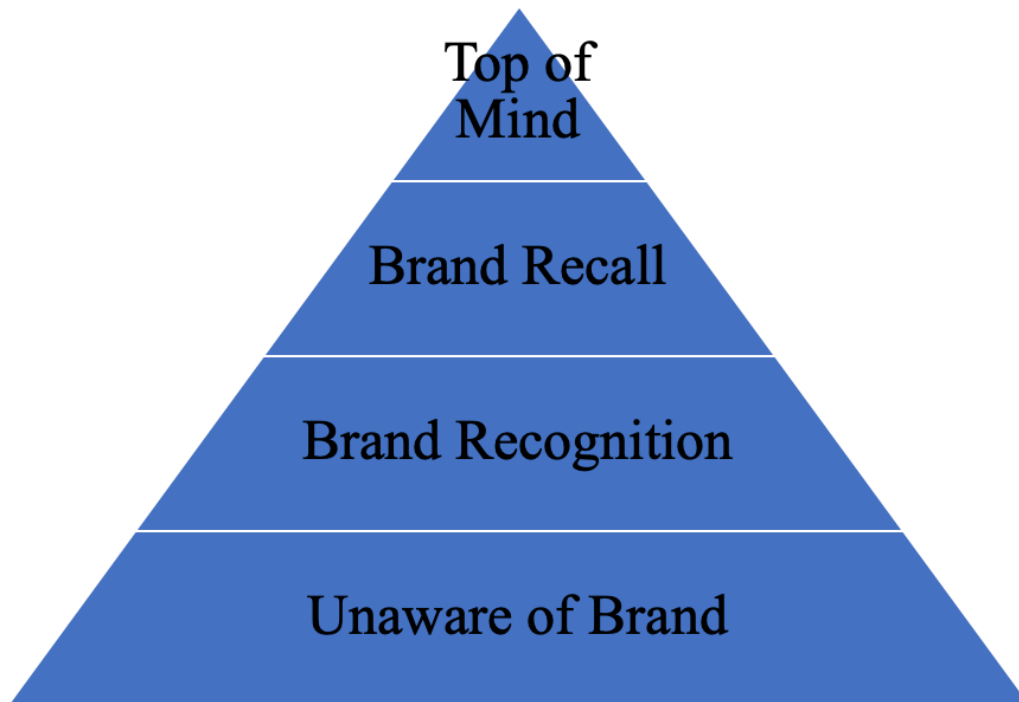 Top of
Mind
Brand Recall
Brand Recognition
Unaware of Brand